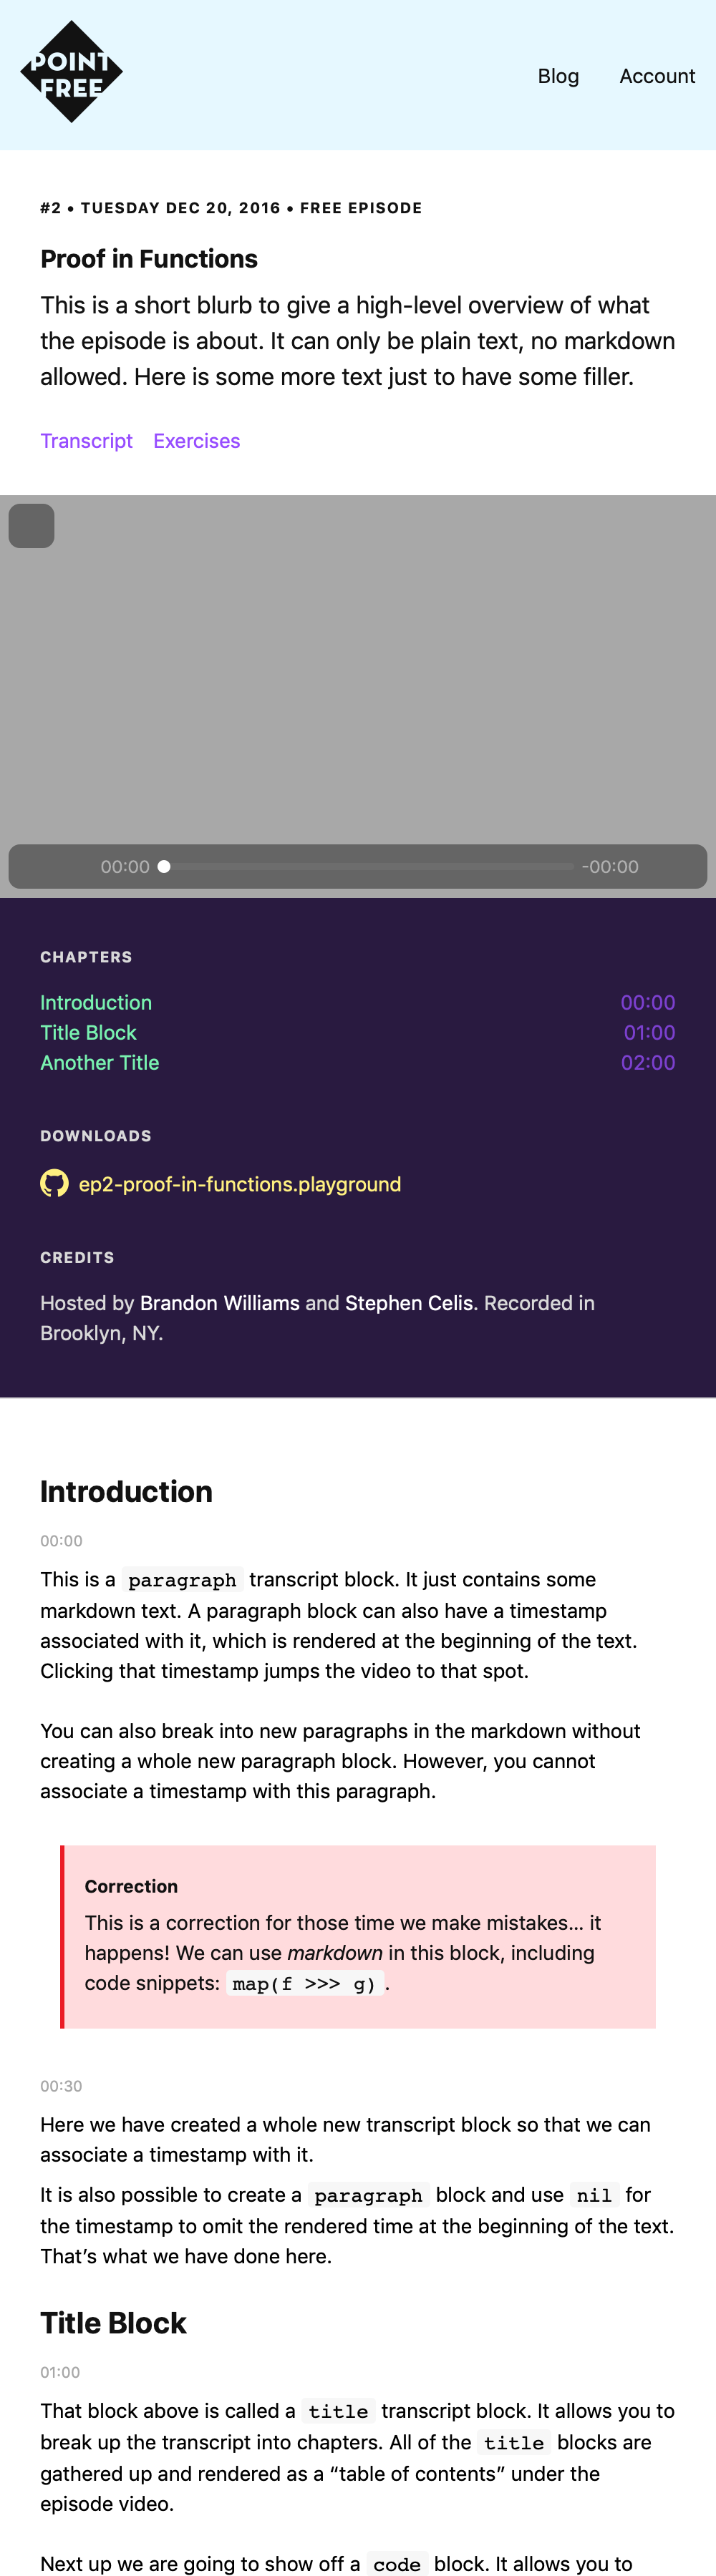 POINT
FREE
Blog Account
#2 • TUESDAY DEC 20, 2016 • FREE EPISODE
Proof in Functions
This is a short blurb to give a high-level overview of what
the episode is about. It can only be plain text, no markdown
allowed. Here is some more text just to have some filler.
Transcript Exercises
00:00 -00:00
CHAPTERS
Introduction 00:00
Title Block 01:00
Another Title 02:00
DOWNLOADS
ep2-proof-in-functions.playground
CREDITS
Hosted by Brandon Williams and Stephen Celis. Recorded in
Brooklyn, NY.
Introduction
00:00
This is a paragraph transcript block. It just contains some
markdown text. A paragraph block can also have a timestamp
associated with it, which is rendered at the beginning of the text.
Clicking that timestamp jumps the video to that spot.
You can also break into new paragraphs in the markdown without
creating a whole new paragraph block. However, you cannot
associate a timestamp with this paragraph.
Correction
This is a correction for those time we make mistakes… it
happens! We can use markdown in this block, including
code snippets: map(f >>> g).
00:30
Here we have created a whole new transcript block so that we can
associate a timestamp with it.
It is also possible to create a paragraph block and use nil for
the timestamp to omit the rendered time at the beginning of the text.
That’s what we have done here.
Title Block
01:00
That block above is called a title transcript block. It allows you to
break up the transcript into chapters. All of the title blocks are
gathered up and rendered as a “table of contents” under the
episode video.
Next up we are going to show off a code block. It allows you to